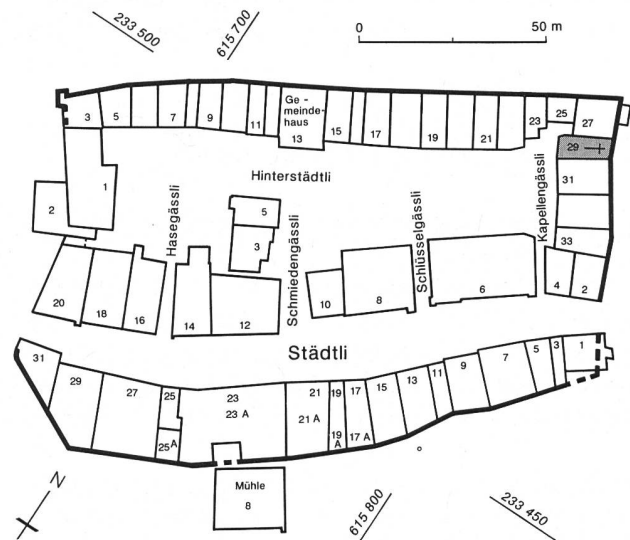 233 500
615 700
0 50 m
3 5 7 9 11
Ge-
meinde-
haus
13
15 17 19 21 23 25 27
29
1
Hinterstädtli
31
2
5
3
33
Hasegässli
Schmiedengässli
Schlüsselgässli
Kapellengässli
20 18 16 14 12 10 8 6 4 2
Städtli
31 29 27 25 23 21 19 17 15 13 11 9 7 5 3 1
25 A 23 A 21 A 19 A 17 A
Mühle
8
N
615 800
233 450